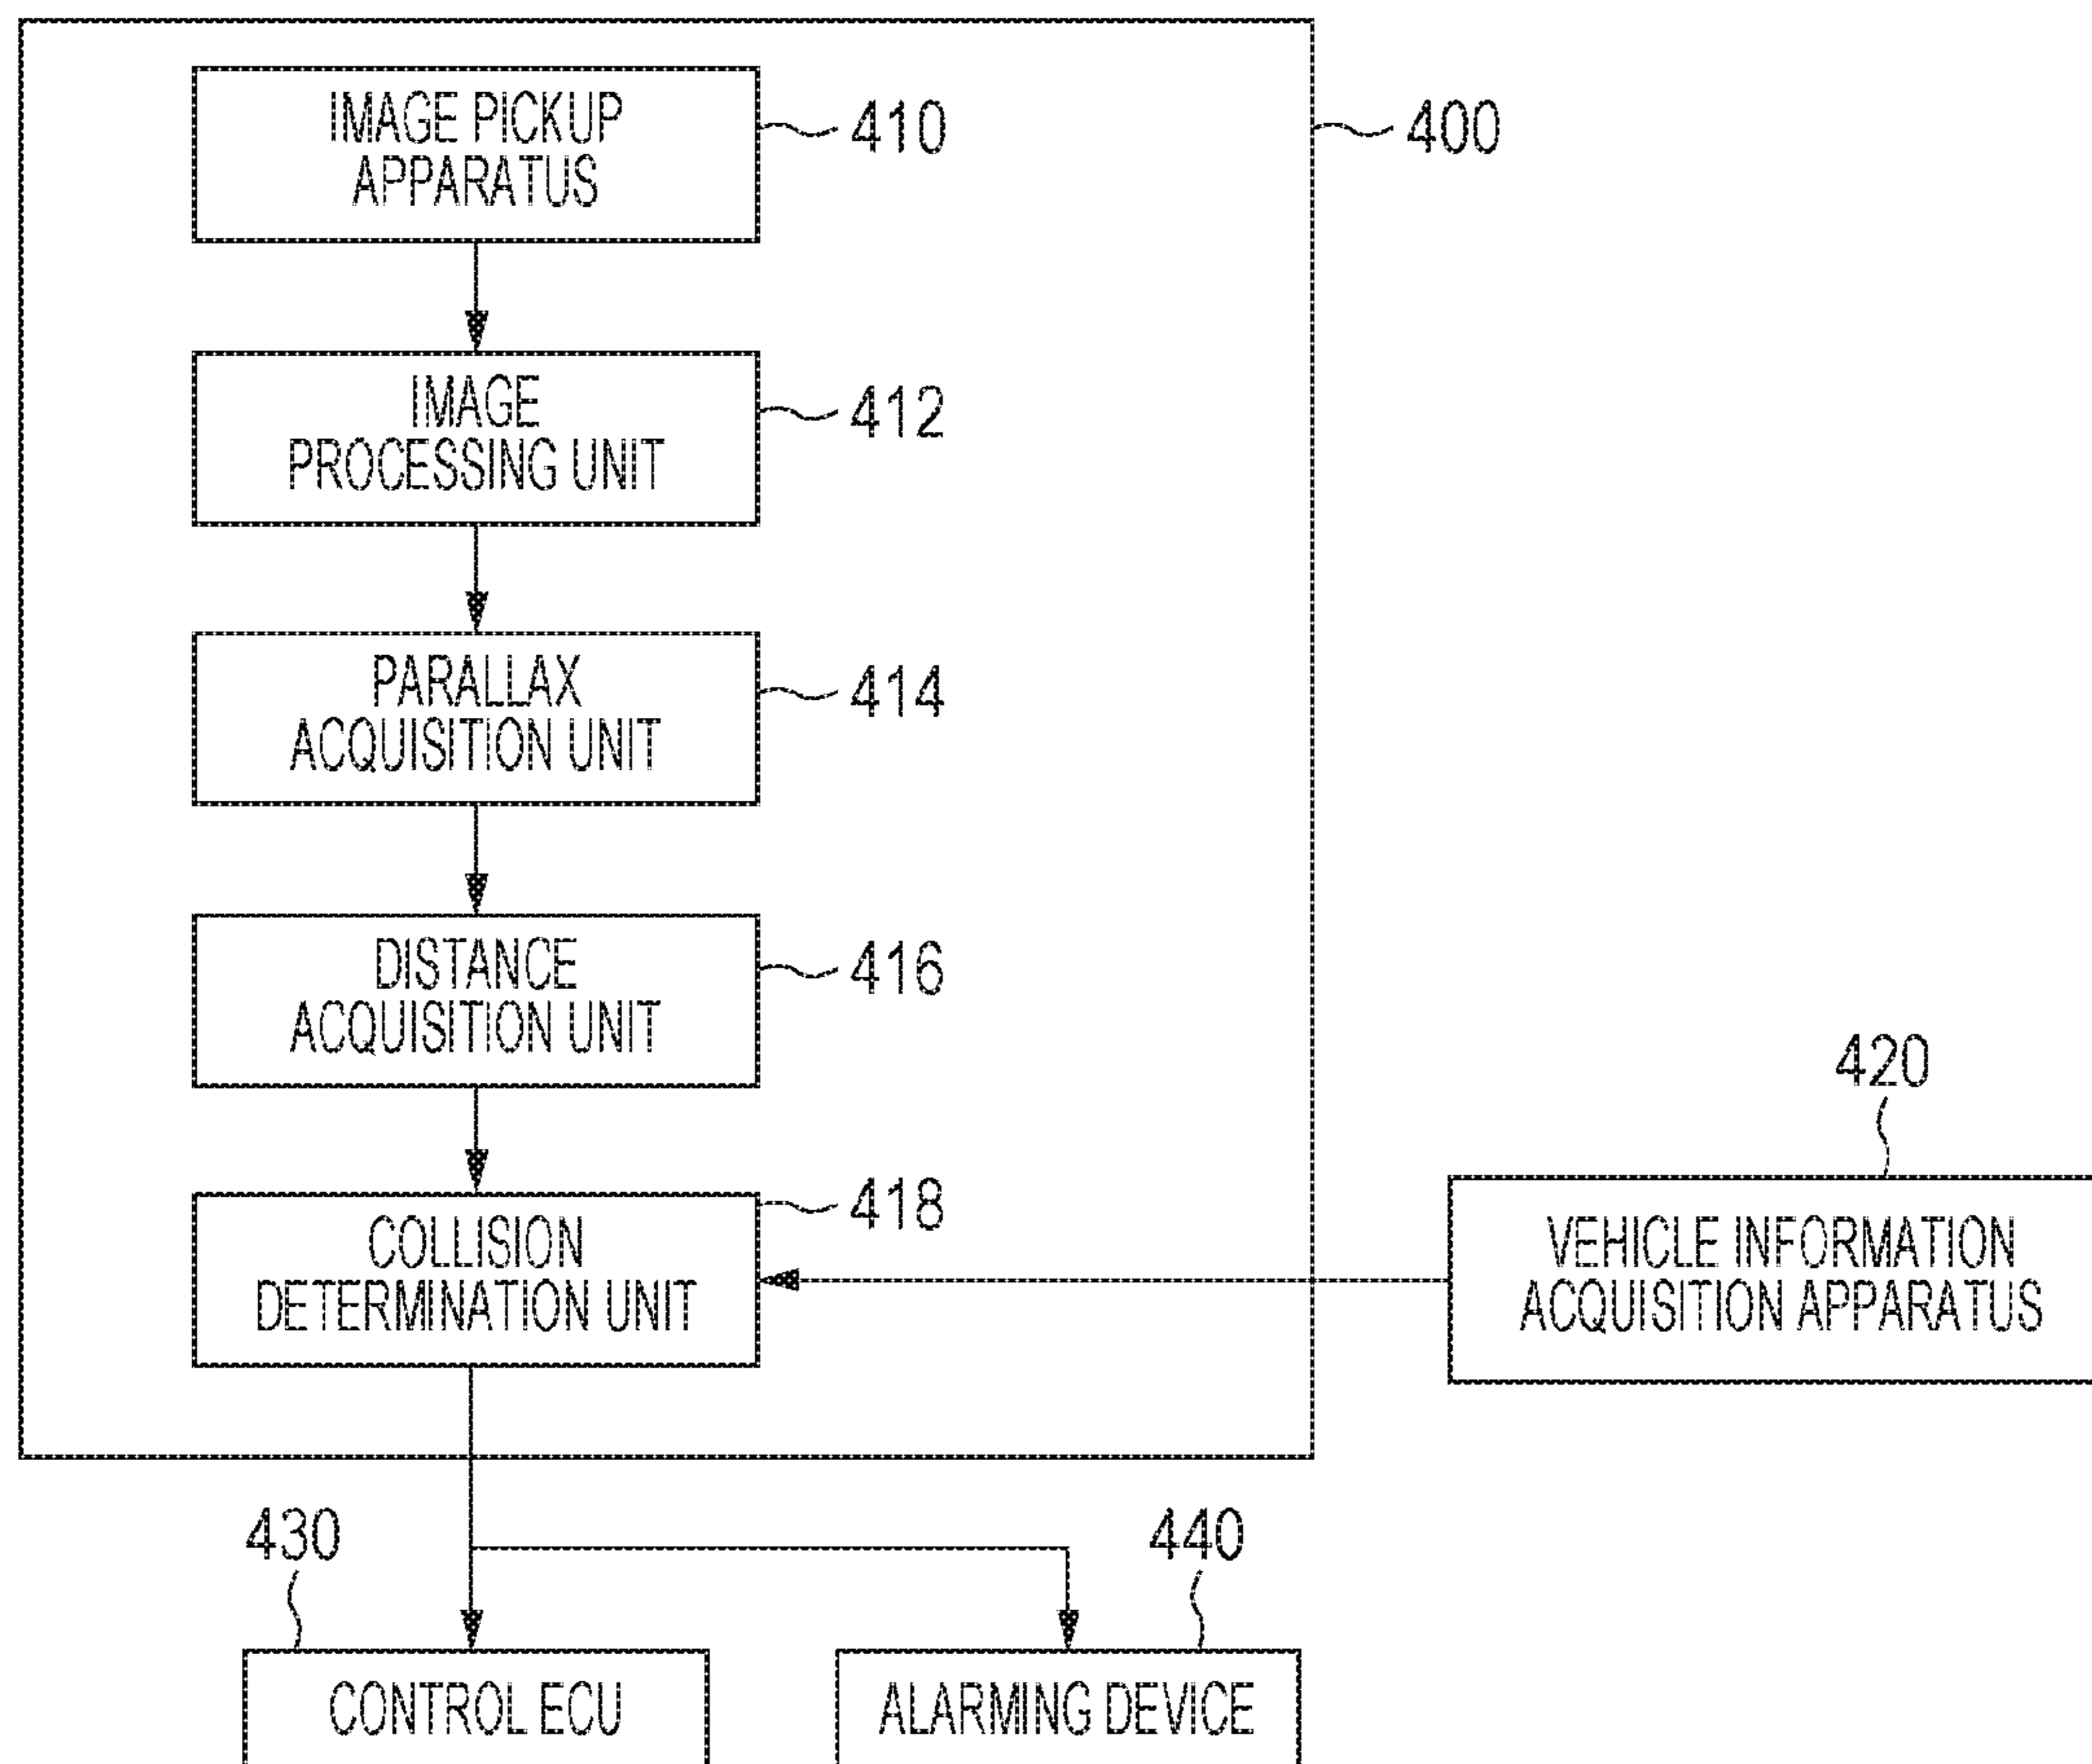 IMAGE PICKUP
APPARATUS
410
400
IMAGE
PROCESSING UNIT
412
PARALLAX
ACQUISITION UNIT
414
DISTANCE
ACQUISITION UNIT
416
420
COLLISION
DETERMINATION UNIT
418
VEHICLE INFORMATION
ACQUISITION APPARATUS
430
440
CONTROL ECU
ALARMING DEVICE